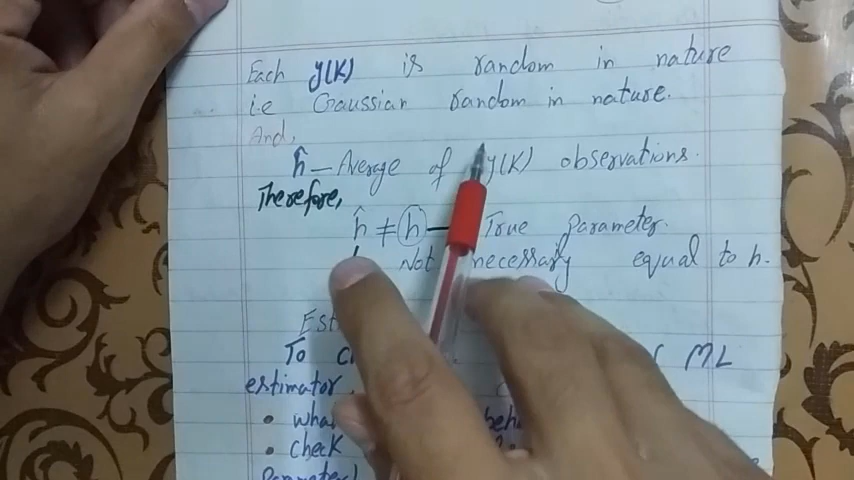 Each y(K) is random in nature
i.e Gaussian random in nature.
And,
ĥ – Average of y(K) observations.
Therefore,
ĥ ≠ h — True parameter.
Not necessary equal to h.
To ML
estimator
•
• check